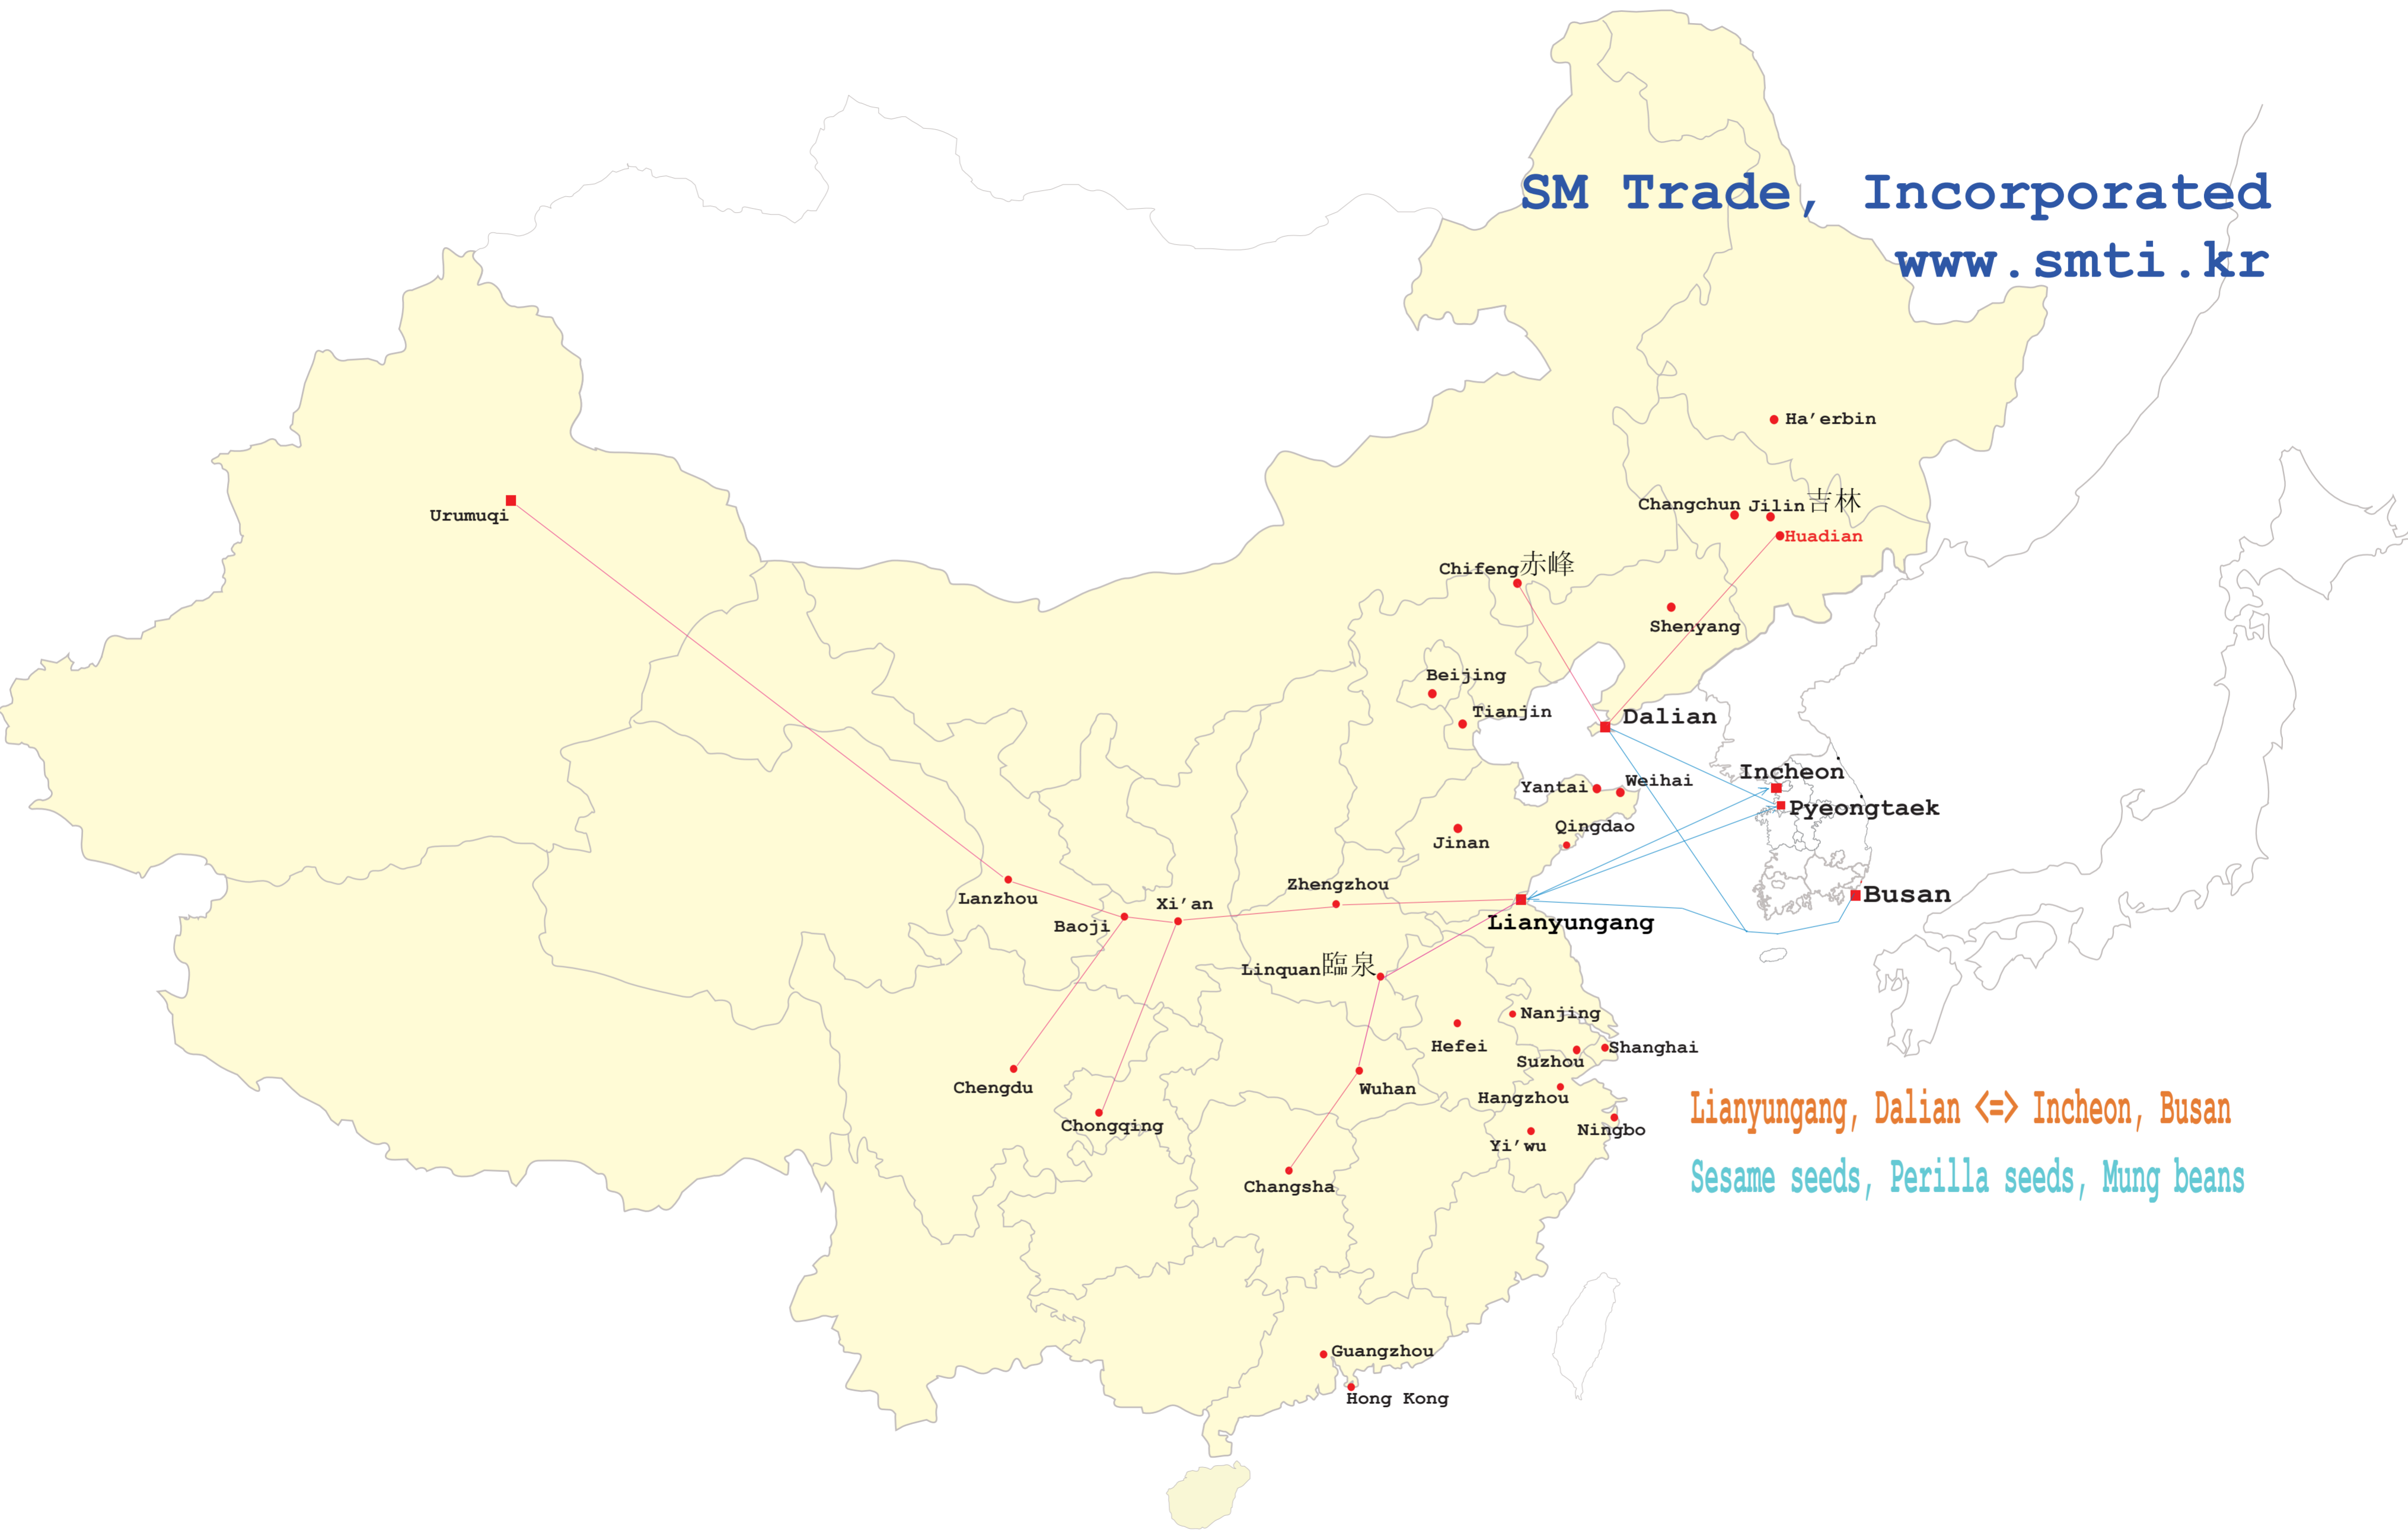 SM Trade, Incorporated
www.smti.kr
Ha’erbin
Urumuqi
Changchun
Jilin吉林
Huadian
Chifeng赤峰
Shenyang
Beijing
Tianjin
Dalian
Incheon
Yantai
Weihai
Pyeongtaek
Qingdao
Jinan
Zhengzhou
Lanzhou
Xi’an
Baoji
Busan
Lianyungang
Linquan臨泉
Nanjing
Hefei
Suzhou
Shanghai
Chengdu
Wuhan
Hangzhou
Chongqing
Ningbo
Yi’wu
Changsha
Lianyungang, Dalian <=> Incheon, Busan
Sesame seeds, Perilla seeds, Mung beans
Guangzhou
Hong Kong